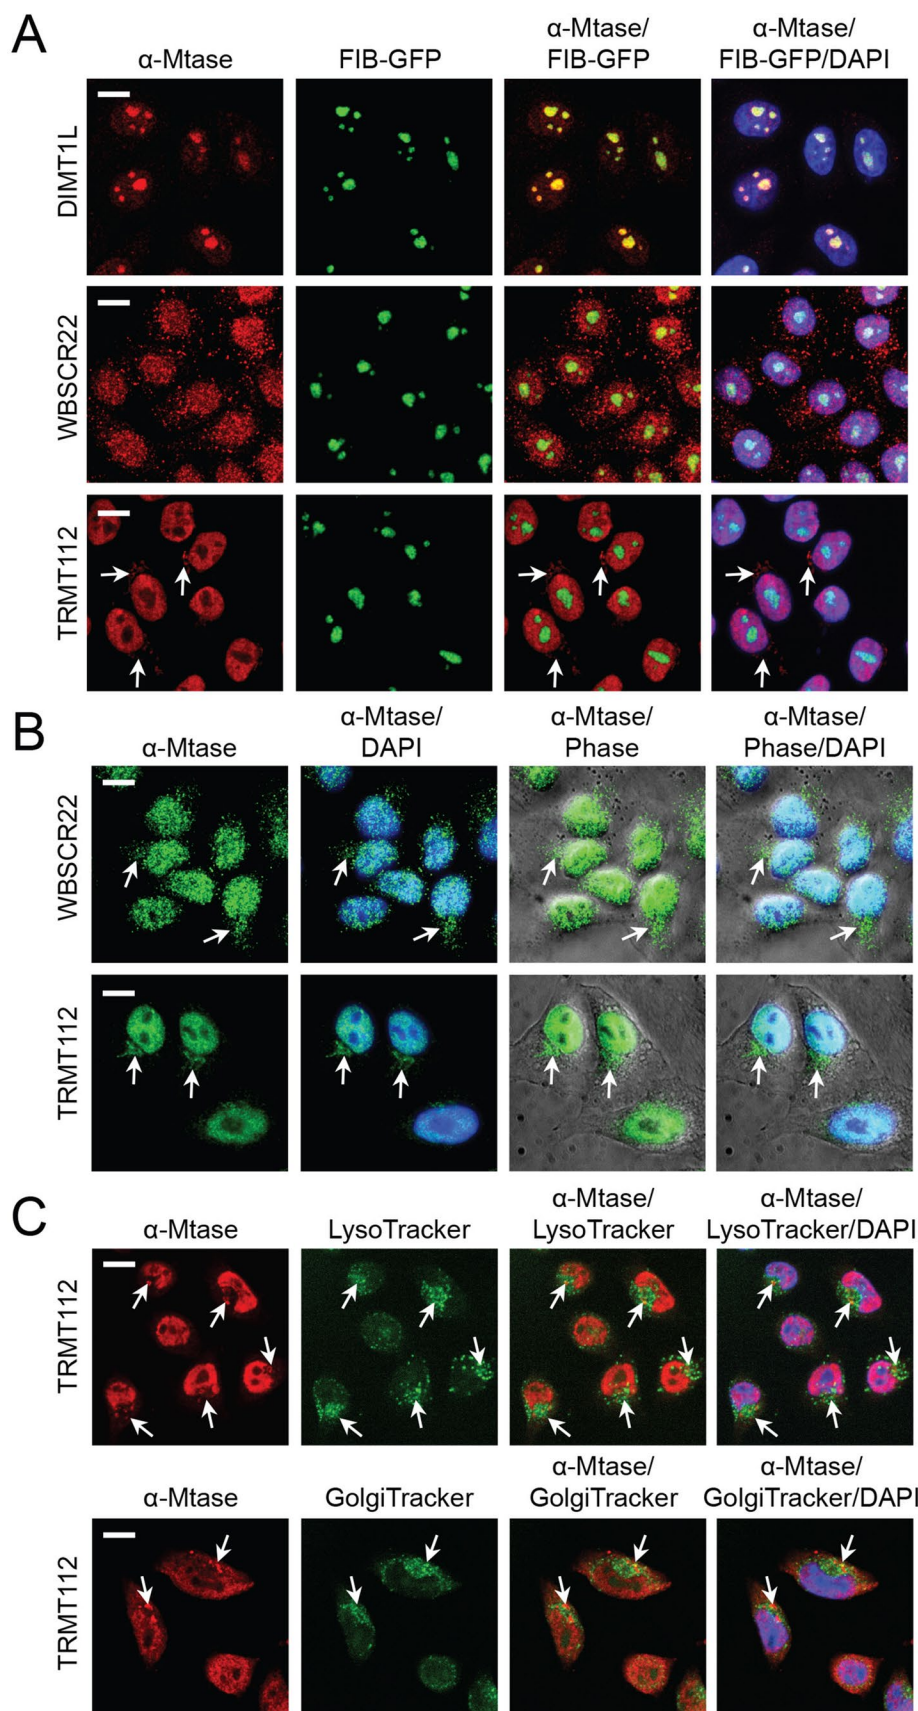 A
α-Mtase
FIB-GFP
α-Mtase/
FIB-GFP
α-Mtase/
FIB-GFP/DAPI
DIMT1L
WBSCR22
TRMT112
B
α-Mtase
α-Mtase/
DAPI
α-Mtase/
Phase
α-Mtase/
Phase/DAPI
WBSCR22
TRMT112
C
α-Mtase
LysoTracker
α-Mtase/
LysoTracker
α-Mtase/
LysoTracker/DAPI
TRMT112
α-Mtase
GolgiTracker
α-Mtase/
GolgiTracker
α-Mtase/
GolgiTracker/DAPI
TRMT112